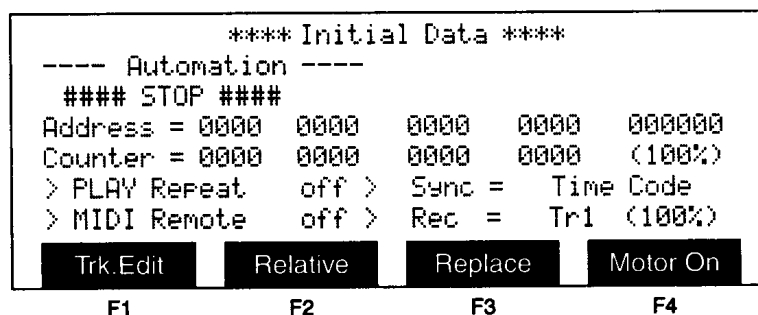 **** Initial Data ****
---- Automation ----
#### STOP ####
Address = 0000 0000 0000 0000 000000
Counter = 0000 0000 0000 0000 (100%)
> PLAY Repeat off > Sync = Time Code
> MIDI Remote off > Rec = Tr1 (100%)
Trk.Edit Relative Replace Motor On
F1 F2 F3 F4